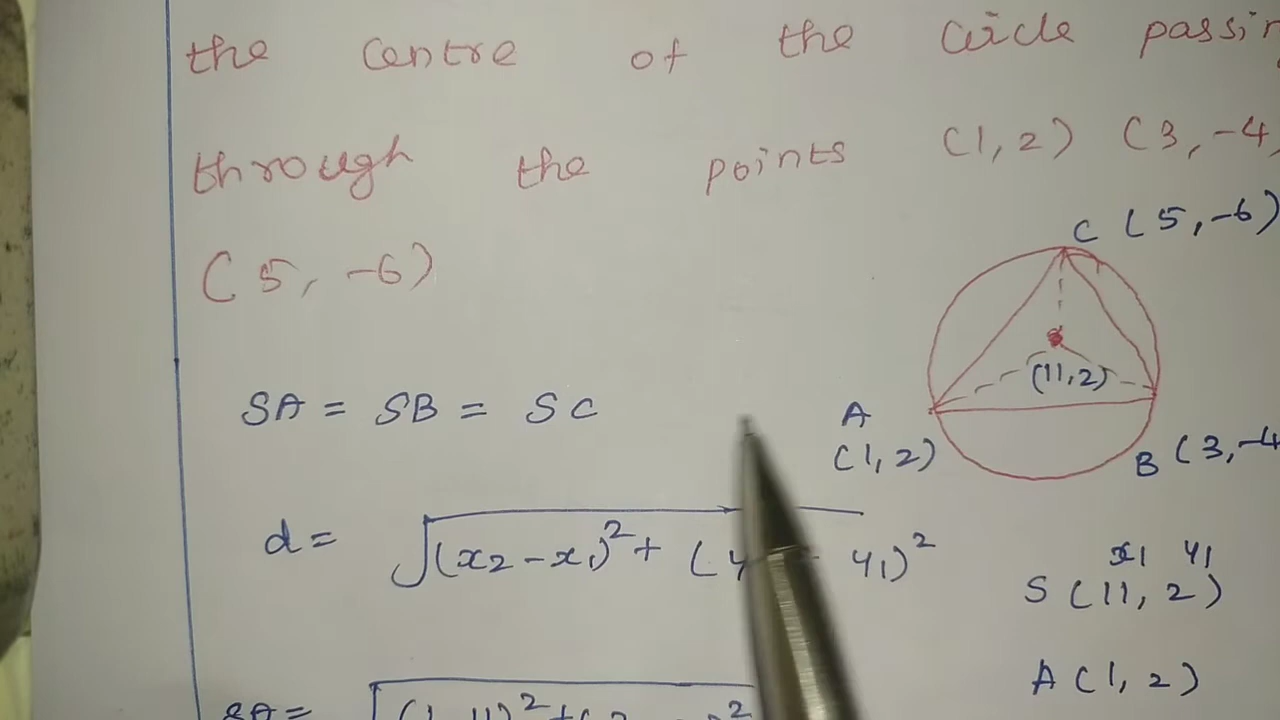 the centre of the circle passin
through the points (1,2) (3,-4)
(5,-6)
C (5,-6)
(11,2)
SA = SB = SC
A
(1,2)
B (3,-4
d = √(x2-x1)²+ (y - y1)²
x1 y1
S (11,2)
A (1,2)
SA =